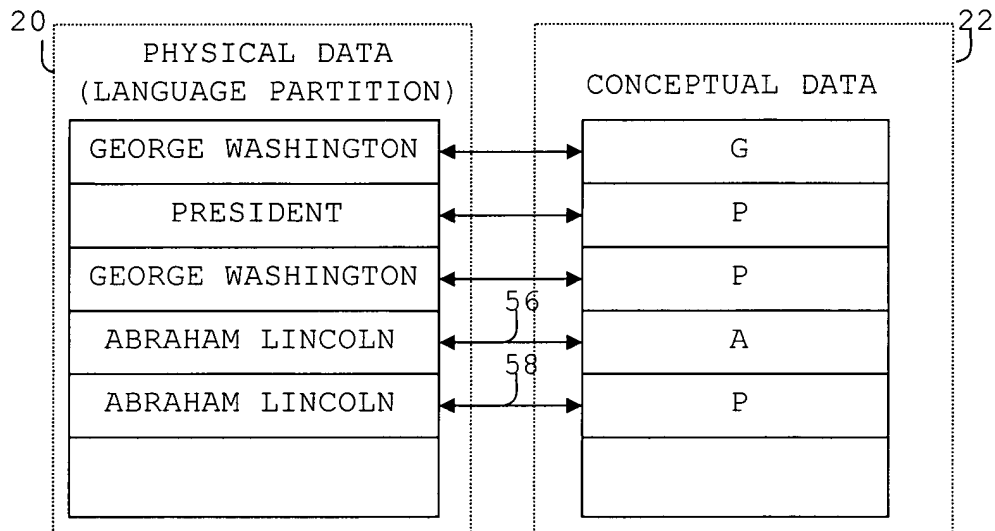 20
22
PHYSICAL DATA
(LANGUAGE PARTITION)
CONCEPTUAL DATA
GEORGE WASHINGTON
G
PRESIDENT
P
GEORGE WASHINGTON
P
56
ABRAHAM LINCOLN
A
58
ABRAHAM LINCOLN
P